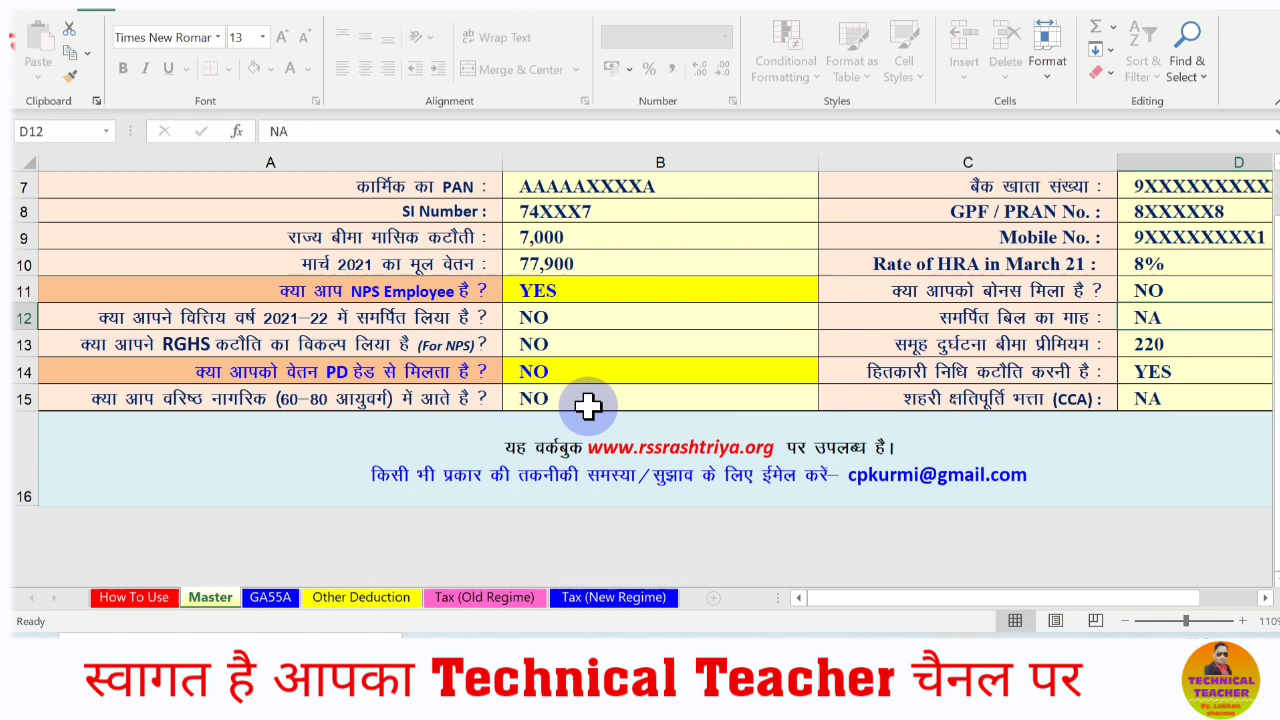 Times New Romar 13
Wrap Text
Merge & Center
%
Paste
Conditional Formatting
Format as Table
Cell Styles
Insert
Delete
Format
Sort & Filter
Find & Select
Clipboard
Font
Alignment
Number
Styles
Cells
Editing
D12 fx NA
A B C D
7 कार्मिक का PAN : AAAAAXXXXA बैंक खाता संख्या : 9XXXXXXXXXX
8 SI Number : 74XXX7 GPF / PRAN No. : 8XXXXX8
9 राज्य बीमा मासिक कटौती : 7,000 Mobile No. : 9XXXXXXXX1
10 मार्च 2021 का मूल वेतन : 77,900 Rate of HRA in March 21 : 8%
11 क्या आप NPS Employee है ? YES क्या आपको बोनस मिला है ? NO
12 क्या आपने वित्तिय वर्ष 2021–22 में समर्पित लिया है ? NO समर्पित बिल का माह : NA
13 क्या आपने RGHS कटौति का विकल्प लिया है (For NPS)? NO समूह दुर्घटना बीमा प्रीमियम : 220
14 क्या आपको वेतन PD हेड से मिलता है ? NO हितकारी निधि कटौति करनी है : YES
15 क्या आप वरिष्ठ नागरिक (60-80 आयुवर्ग) में आते है ? NO शहरी क्षतिपूर्ति भत्ता (CCA) : NA
यह वर्कबुक www.rssrashtriya.org पर उपलब्ध है।
16 किसी भी प्रकार की तकनीकी समस्या/सुझाव के लिए ईमेल करें– cpkurmi@gmail.com
How To Use Master GA55A Other Deduction Tax (Old Regime) Tax (New Regime)
Ready 110%
स्वागत है आपका Technical Teacher चैनल पर
TECHNICAL
TEACHER